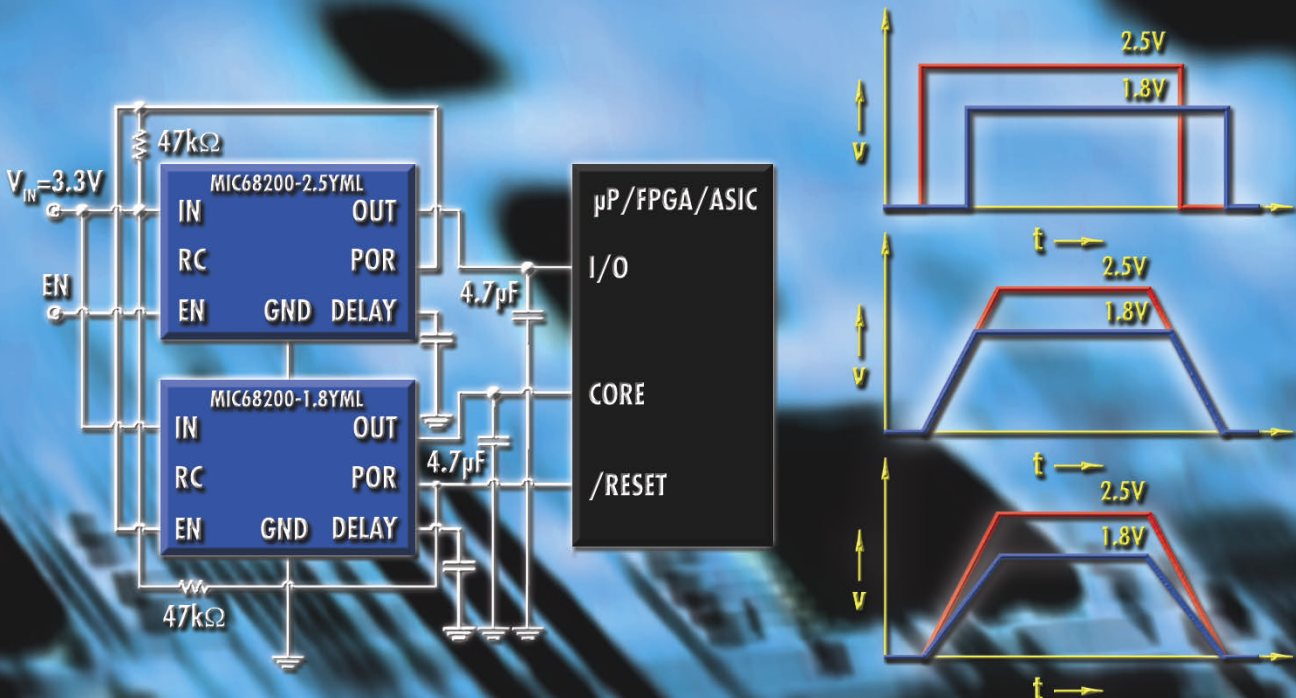 47kΩ
V_IN=3.3V
EN
MIC68200-2.5YML
IN OUT
RC POR
EN GND DELAY
MIC68200-1.8YML
IN OUT
RC POR
EN GND DELAY
47kΩ
4.7µF
4.7µF
µP/FPGA/ASIC
I/O
CORE
/RESET
2.5V
1.8V
V
t
2.5V
1.8V
V
t
2.5V
1.8V
V
t